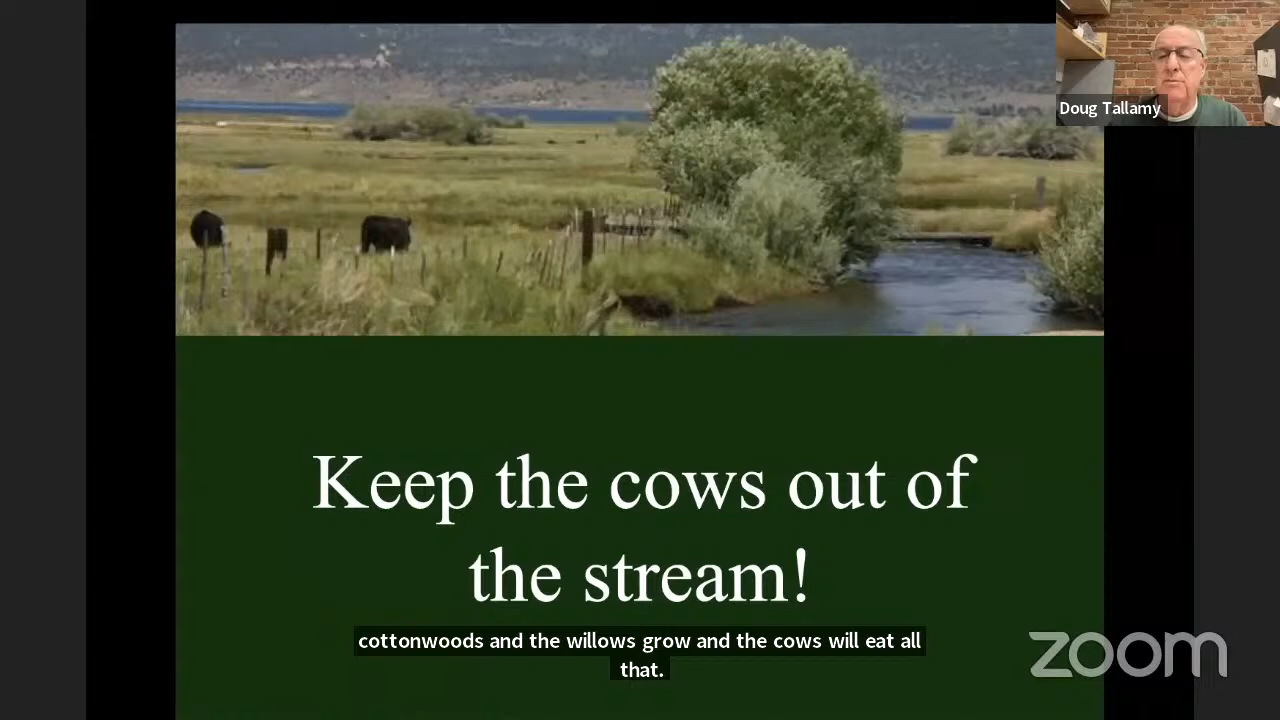 Doug Tallamy
Keep the cows out of
the stream!
cottonwoods and the willows grow and the cows will eat all
that.
zoom